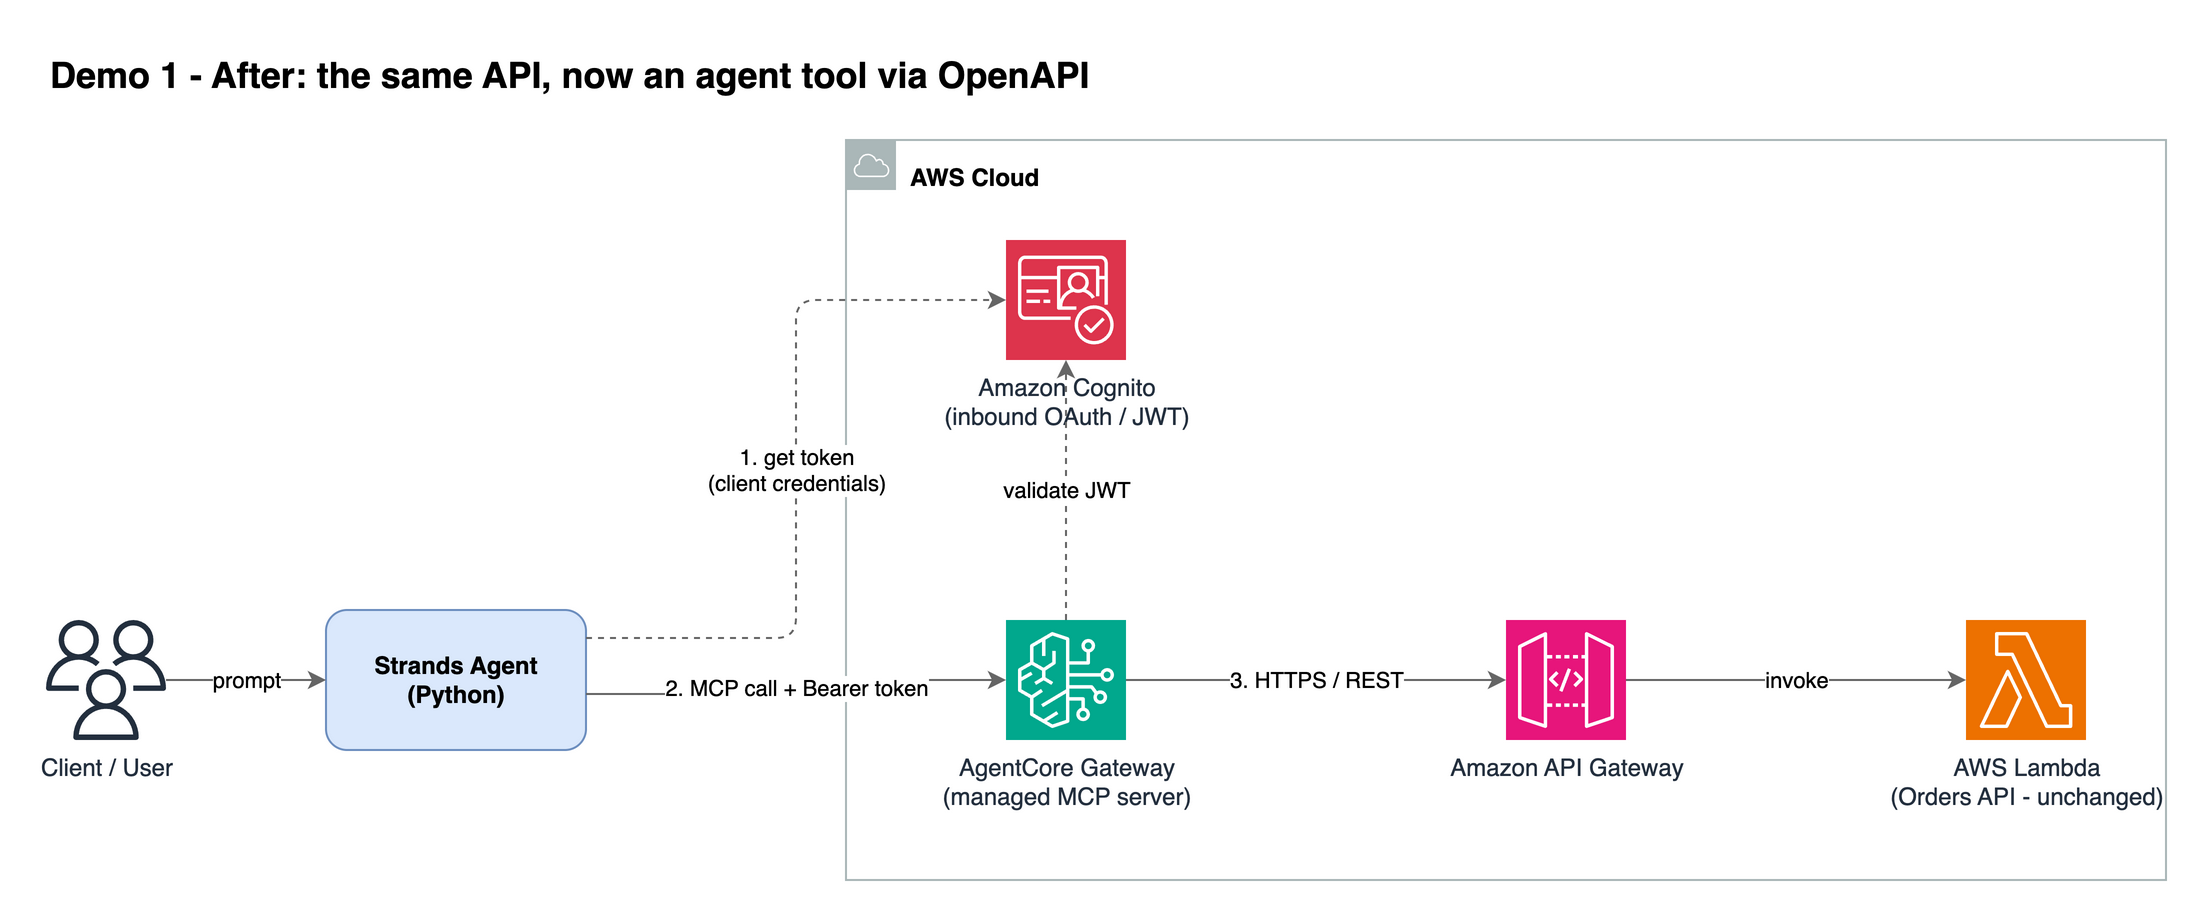 Demo 1 - After: the same API, now an agent tool via OpenAPI
AWS Cloud
Amazon Cognito
(inbound OAuth / JWT)
1. get token
(client credentials)
validate JWT
prompt
Strands Agent
(Python)
2. MCP call + Bearer token
3. HTTPS / REST
invoke
Client / User
AgentCore Gateway
(managed MCP server)
Amazon API Gateway
AWS Lambda
(Orders API - unchanged)